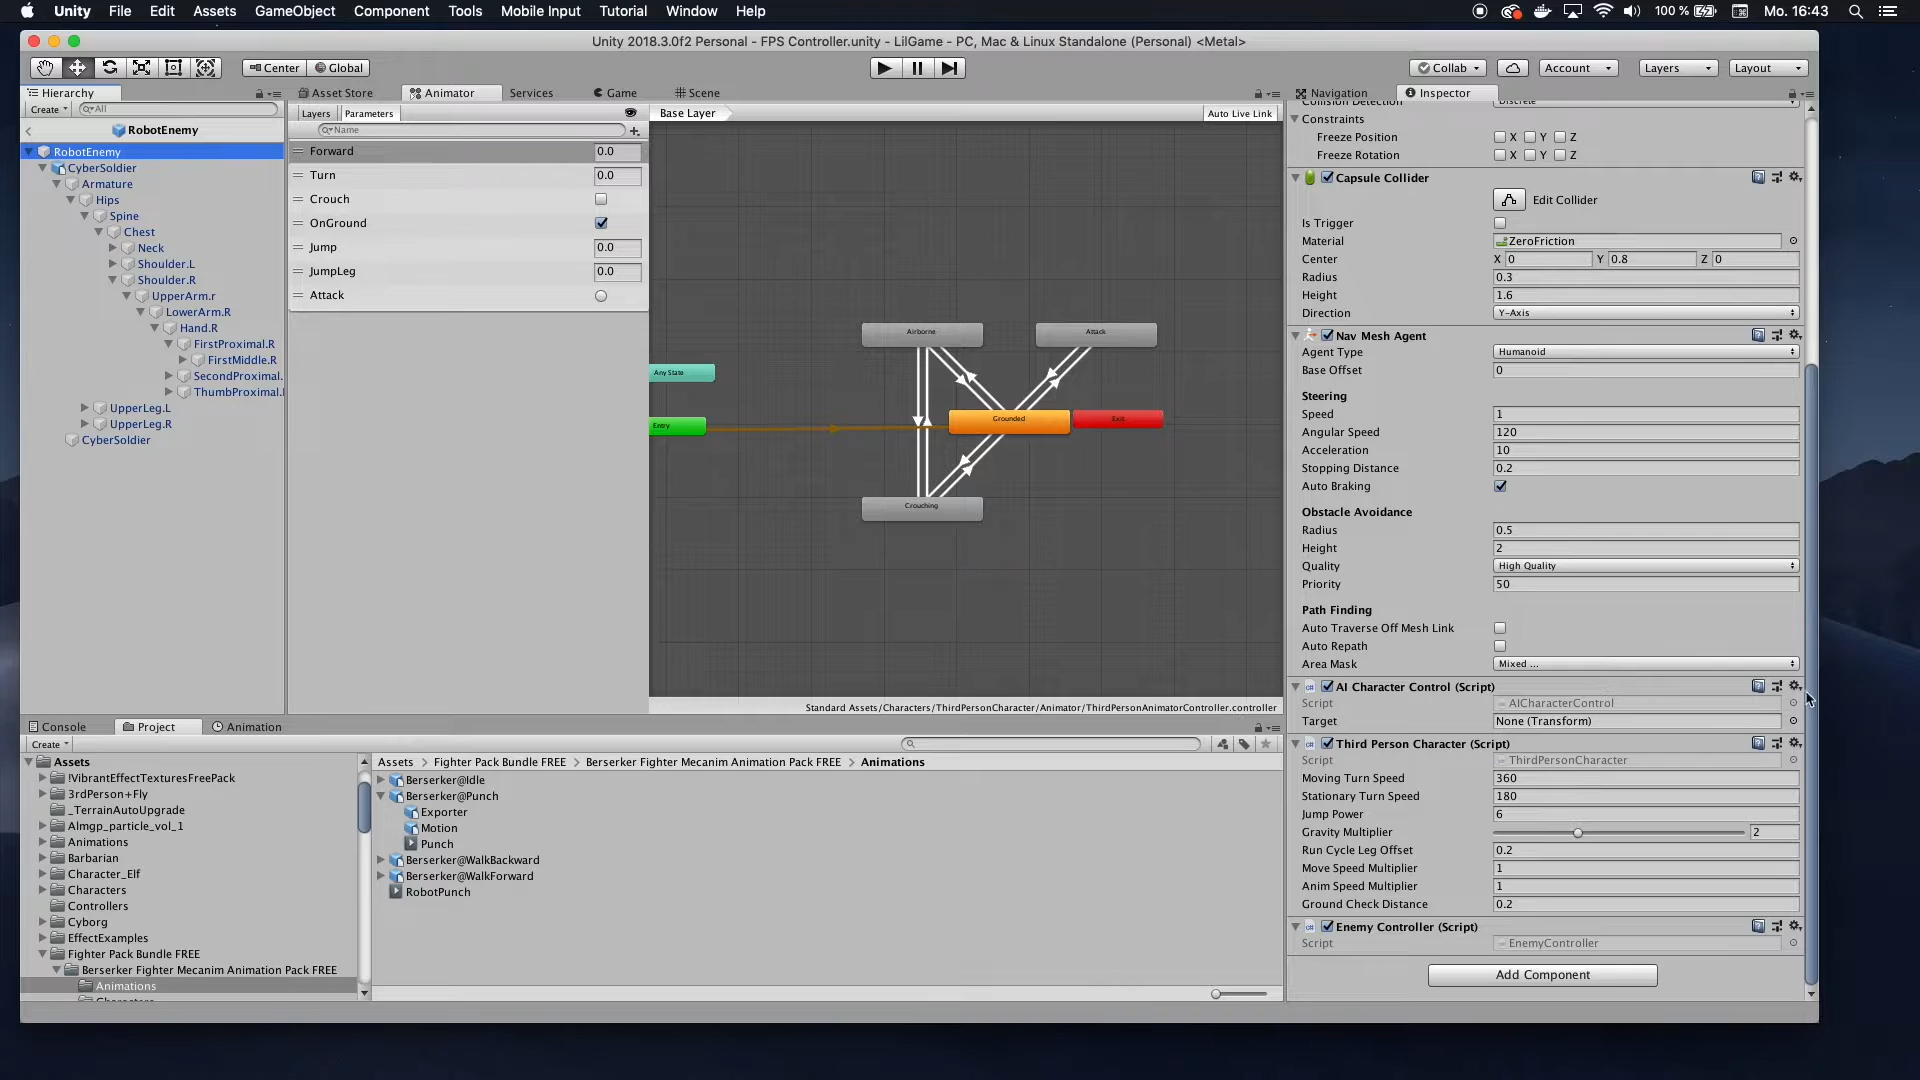 Unity File Edit Assets GameObject Component Tools Mobile Input Tutorial Window Help
100 % Mo. 16:43
Unity 2018.3.0f2 Personal - FPS Controller.unity - LilGame - PC, Mac & Linux Standalone (Personal) <Metal>
Center Global
Collab Account Layers Layout
Hierarchy
Create All
RobotEnemy
RobotEnemy
CyberSoldier
Armature
Hips
Spine
Chest
Neck
Shoulder.L
Shoulder.R
UpperArm.r
LowerArm.R
Hand.R
FirstProximal.R
FirstMiddle.R
SecondProximal.
ThumbProximal.
UpperLeg.L
UpperLeg.R
CyberSoldier
Asset Store Animator Services Game Scene
Layers Parameters
Name
Forward 0.0
Turn 0.0
Crouch
OnGround
Jump 0.0
JumpLeg 0.0
Attack
Base Layer Auto Live Link
Airborne
Attack
Any State
Entry
Grounded
Exit
Crouching
Standard Assets/Characters/ThirdPersonCharacter/Animator/ThirdPersonAnimatorController.controller
Navigation Inspector
Collision Detection Discrete
Constraints
Freeze Position X Y Z
Freeze Rotation X Y Z
Capsule Collider
Edit Collider
Is Trigger
Material ZeroFriction
Center X 0 Y 0.8 Z 0
Radius 0.3
Height 1.6
Direction Y-Axis
Nav Mesh Agent
Agent Type Humanoid
Base Offset 0
Steering
Speed 1
Angular Speed 120
Acceleration 10
Stopping Distance 0.2
Auto Braking
Obstacle Avoidance
Radius 0.5
Height 2
Quality High Quality
Priority 50
Path Finding
Auto Traverse Off Mesh Link
Auto Repath
Area Mask Mixed ...
AI Character Control (Script)
Script AICharacterControl
Target None (Transform)
Third Person Character (Script)
Script ThirdPersonCharacter
Moving Turn Speed 360
Stationary Turn Speed 180
Jump Power 6
Gravity Multiplier 2
Run Cycle Leg Offset 0.2
Move Speed Multiplier 1
Anim Speed Multiplier 1
Ground Check Distance 0.2
Enemy Controller (Script)
Script EnemyController
Add Component
Console Project Animation
Create
Assets
!VibrantEffectTexturesFreePack
3rdPerson+Fly
_TerrainAutoUpgrade
Almgp_particle_vol_1
Animations
Barbarian
Character_Elf
Characters
Controllers
Cyborg
EffectExamples
Fighter Pack Bundle FREE
Berserker Fighter Mecanim Animation Pack FREE
Animations
Characters
Assets Fighter Pack Bundle FREE Berserker Fighter Mecanim Animation Pack FREE Animations
Berserker@Idle
Berserker@Punch
Exporter
Motion
Punch
Berserker@WalkBackward
Berserker@WalkForward
RobotPunch